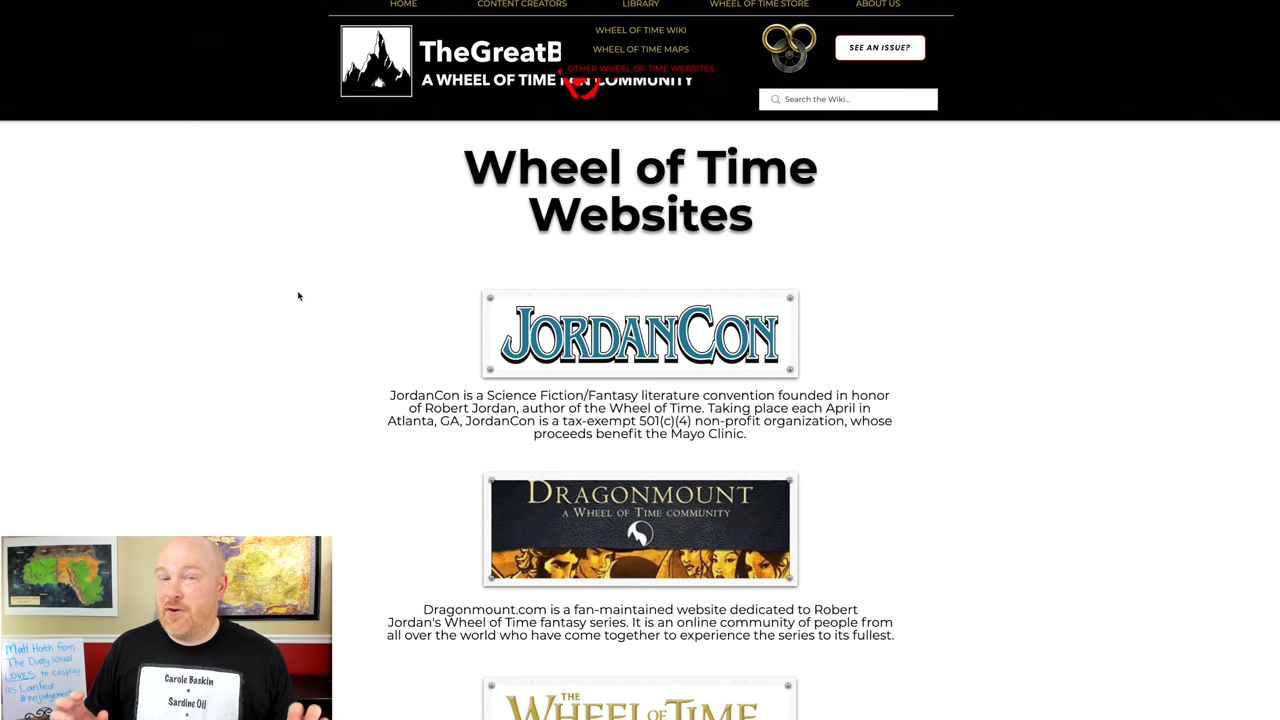 HOME CONTENT CREATORS LIBRARY WHEEL OF TIME STORE ABOUT US
WHEEL OF TIME WIKI
WHEEL OF TIME MAPS
OTHER WHEEL OF TIME WEBSITES
TheGreatB
A WHEEL OF TIME FAN COMMUNITY
SEE AN ISSUE?
Search the Wiki...
Wheel of Time
Websites
JORDANCON
JordanCon is a Science Fiction/Fantasy literature convention founded in honor
of Robert Jordan, author of the Wheel of Time. Taking place each April in
Atlanta, GA, JordanCon is a tax-exempt 501(c)(4) non-profit organization, whose
proceeds benefit the Mayo Clinic.
DRAGONMOUNT
A WHEEL OF TIME COMMUNITY
Dragonmount.com is a fan-maintained website dedicated to Robert
Jordan's Wheel of Time fantasy series. It is an online community of people from
all over the world who have come together to experience the series to its fullest.
THE
WHEEL OF TIME
Matt Hatch from
The Dusty Wheel
LOVES to cosplay
as Lanfear
#nojudgement
Carole Baskin
+
Sardine Oil
=